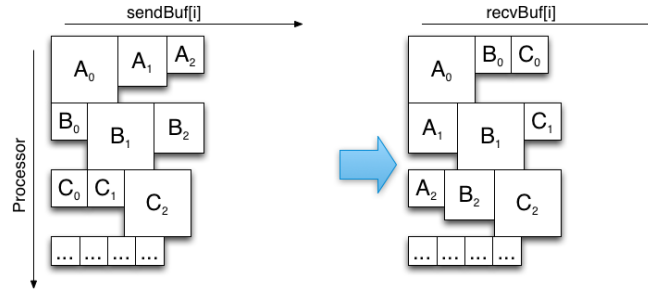 sendBuf[i]
recvBuf[i]
Processor
A₀ A₁ A₂
B₀ B₁ B₂
C₀ C₁ C₂
... ... ... ...
A₀ B₀ C₀
A₁ B₁ C₁
A₂ B₂ C₂
... ... ... ...